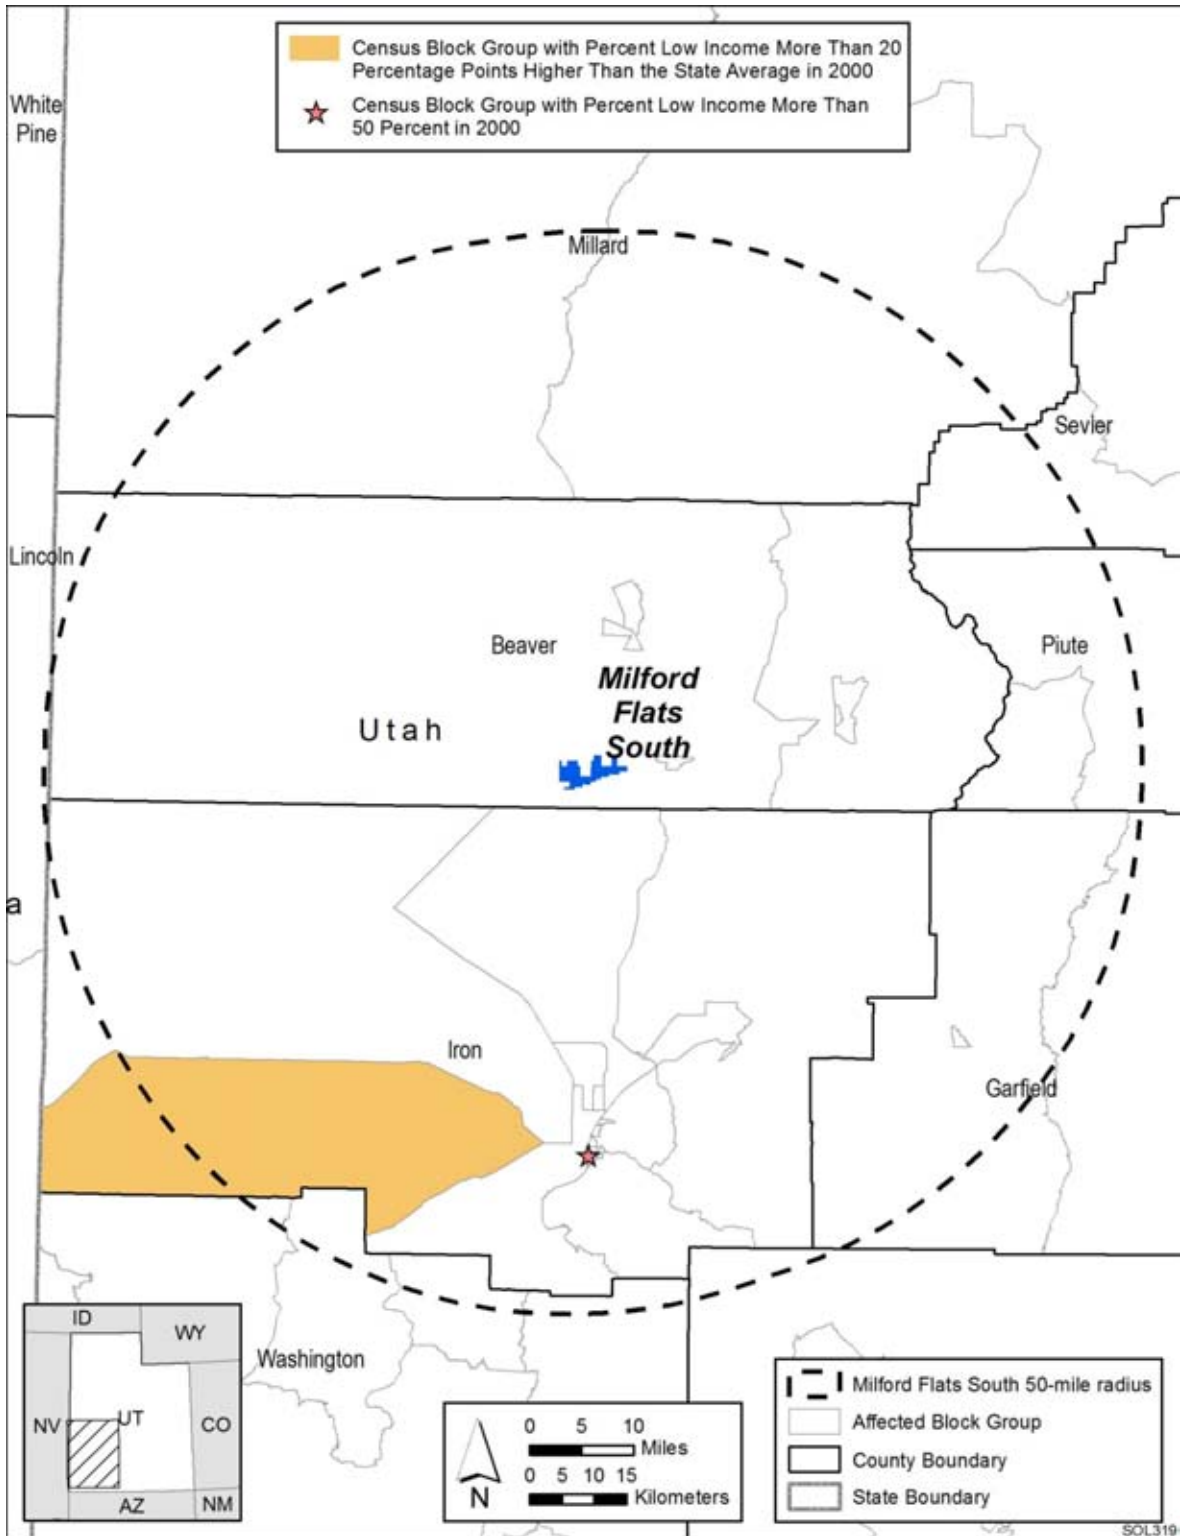 Census Block Group with Percent Low Income More Than 20
Percentage Points Higher Than the State Average in 2000
Census Block Group with Percent Low Income More Than
50 Percent in 2000
White
Pine
Millard
Sevier
Lincoln
Beaver
Piute
Milford
Flats
South
Utah
a
Iron
Garfield
Washington
ID
WY
NV
UT
CO
AZ
NM
0 5 10
Miles
0 5 10 15
Kilometers
N
Milford Flats South 50-mile radius
Affected Block Group
County Boundary
State Boundary
SOL319